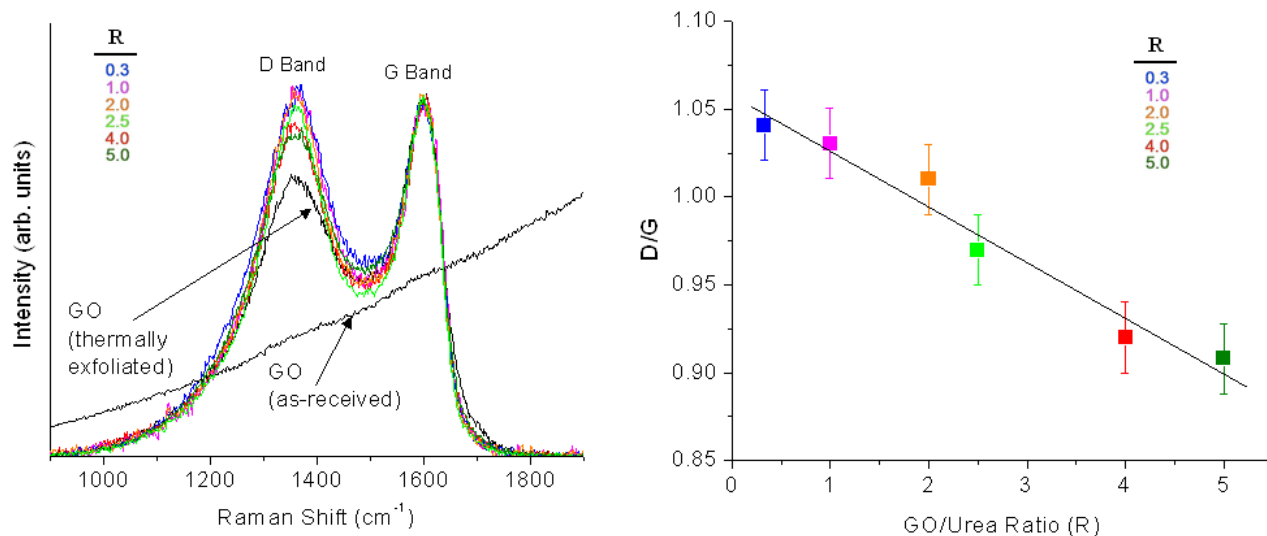 R
0.3
1.0
2.0
2.5
4.0
5.0
D Band
G Band
GO
(thermally
exfoliated)
GO
(as-received)
Intensity (arb. units)
1000 1200 1400 1600 1800
Raman Shift (cm⁻¹)
1.10
1.05
1.00
0.95
0.90
0.85
D/G
R
0.3
1.0
2.0
2.5
4.0
5.0
0 1 2 3 4 5
GO/Urea Ratio (R)